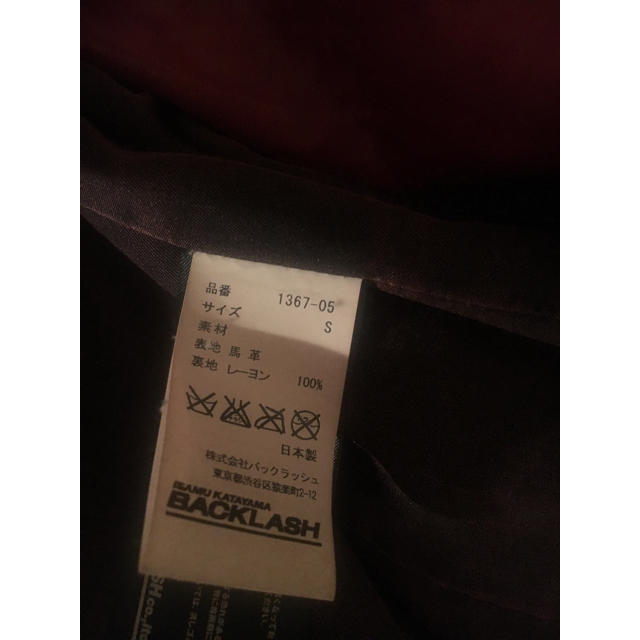 品番 1367-05
サイズ S
素材
表地 馬 革
裏地 レーヨン 100%
日本製
株式会社バックラッシュ
東京都渋谷区猿楽町2-12
ISAMU KATAYAMA
BACKLASH